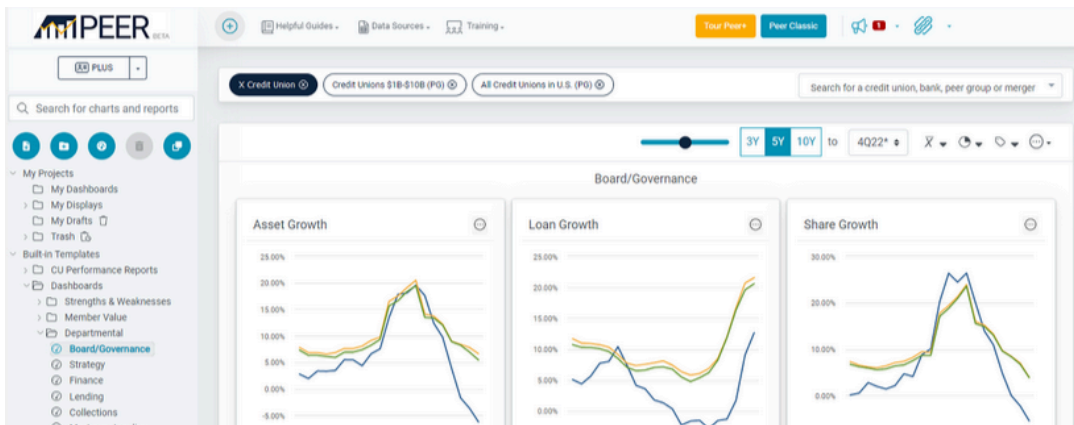 PEER BETA
Helpful Guides
Data Sources
Training
Tour Peer+
Peer Classic
1
PLUS
X Credit Union
Credit Unions $1B-$10B (PG)
All Credit Unions in U.S. (PG)
Search for a credit union, bank, peer group or merger
Search for charts and reports
My Projects
My Dashboards
My Displays
My Drafts
Trash
Built-in Templates
CU Performance Reports
Dashboards
Strengths & Weaknesses
Member Value
Departmental
Board/Governance
Strategy
Finance
Lending
Collections
3Y 5Y 10Y to 4Q22*
Board/Governance
Asset Growth
25.00%
20.00%
15.00%
10.00%
5.00%
0.00%
-5.00%
Loan Growth
25.00%
20.00%
15.00%
10.00%
5.00%
0.00%
Share Growth
30.00%
20.00%
10.00%
0.00%